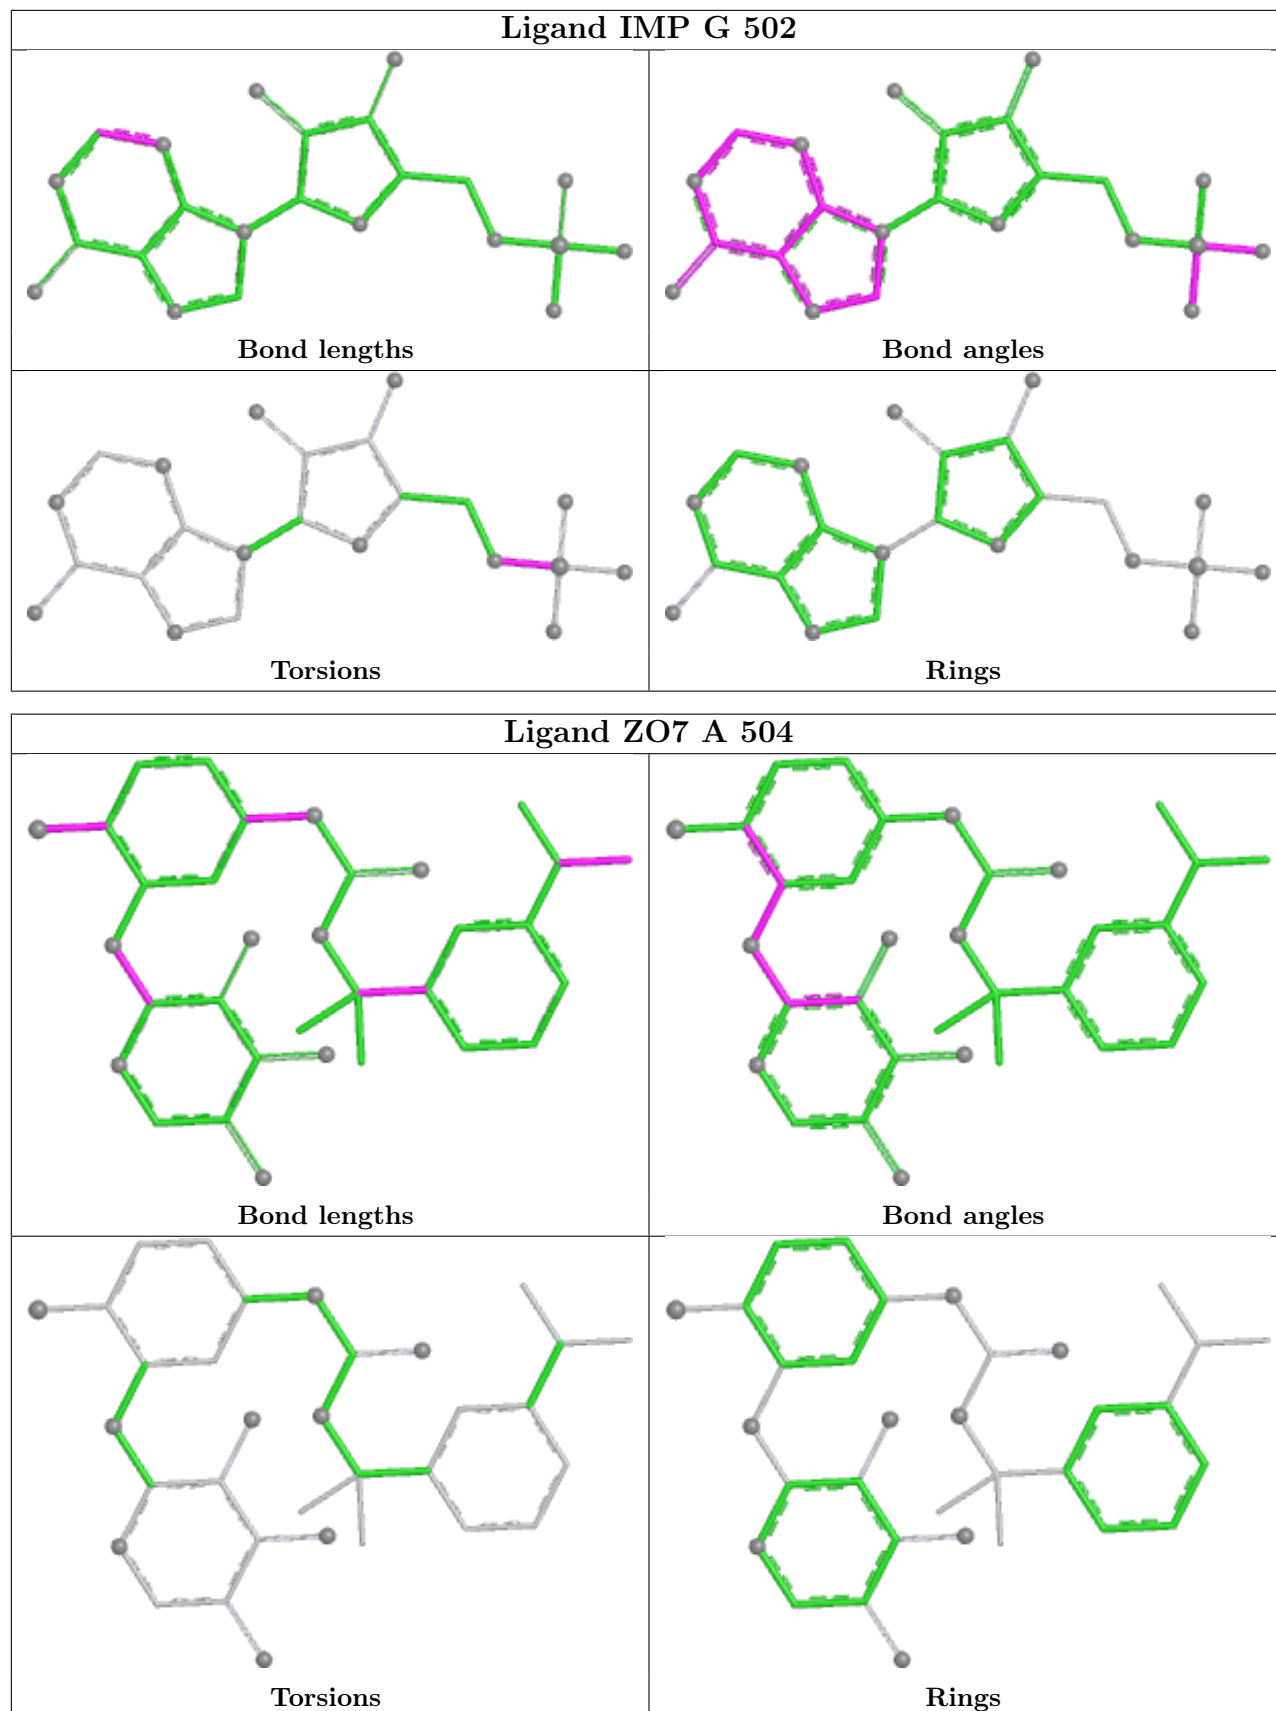 Ligand IMP G 502
Bond lengths
Bond angles
Torsions
Rings
Ligand ZO7 A 504
Bond lengths
Bond angles
Torsions
Rings